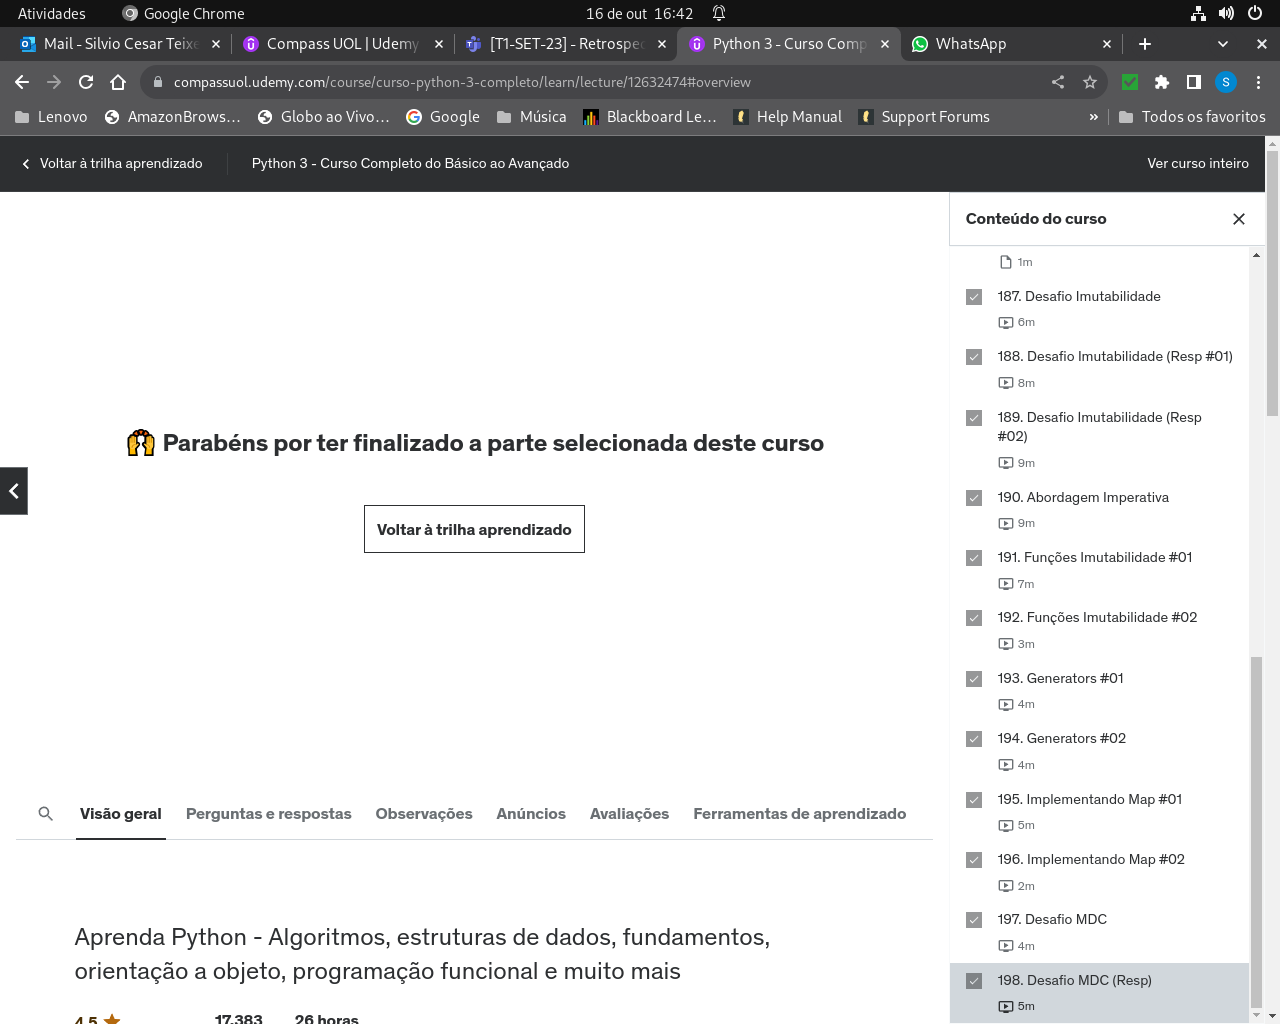 Atividades
Google Chrome
16 de out 16:42
Mail - Silvio Cesar Teixe
Compass UOL | Udemy
[T1-SET-23] - Retrospec
Python 3 - Curso Comp
WhatsApp
compassuol.udemy.com/course/curso-python-3-completo/learn/lecture/12632474#overview
S
Lenovo
AmazonBrows...
Globo ao Vivo...
Google
Música
Blackboard Le...
Help Manual
Support Forums
»
Todos os favoritos
Voltar à trilha aprendizado
Python 3 - Curso Completo do Básico ao Avançado
Ver curso inteiro
Parabéns por ter finalizado a parte selecionada deste curso
Voltar à trilha aprendizado
Visão geral
Perguntas e respostas
Observações
Anúncios
Avaliações
Ferramentas de aprendizado
Aprenda Python - Algoritmos, estruturas de dados, fundamentos,
orientação a objeto, programação funcional e muito mais
4,5
17.383
26 horas
Conteúdo do curso
1m
187. Desafio Imutabilidade
6m
188. Desafio Imutabilidade (Resp #01)
8m
189. Desafio Imutabilidade (Resp
#02)
9m
190. Abordagem Imperativa
9m
191. Funções Imutabilidade #01
7m
192. Funções Imutabilidade #02
3m
193. Generators #01
4m
194. Generators #02
4m
195. Implementando Map #01
5m
196. Implementando Map #02
2m
197. Desafio MDC
4m
198. Desafio MDC (Resp)
5m